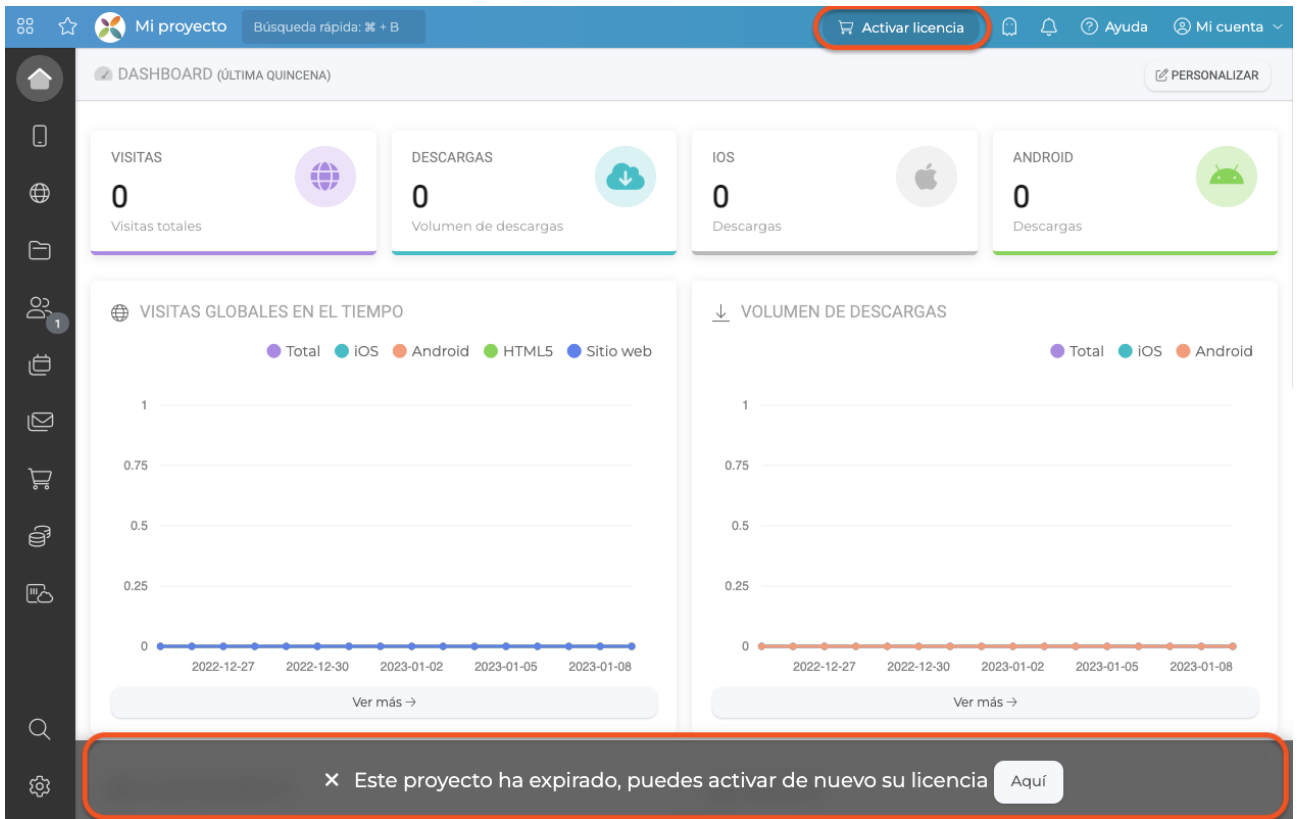 Mi proyecto
Búsqueda rápida: ⌘ + B
Activar licencia
Ayuda
Mi cuenta
DASHBOARD (ÚLTIMA QUINCENA)
PERSONALIZAR
VISITAS
0
Visitas totales
DESCARGAS
0
Volumen de descargas
IOS
0
Descargas
ANDROID
0
Descargas
1
VISITAS GLOBALES EN EL TIEMPO
Total iOS Android HTML5 Sitio web
1
0.75
0.5
0.25
0
2022-12-27 2022-12-30 2023-01-02 2023-01-05 2023-01-08
Ver más →
VOLUMEN DE DESCARGAS
Total iOS Android
1
0.75
0.5
0.25
0
2022-12-27 2022-12-30 2023-01-02 2023-01-05 2023-01-08
Ver más →
× Este proyecto ha expirado, puedes activar de nuevo su licencia Aquí